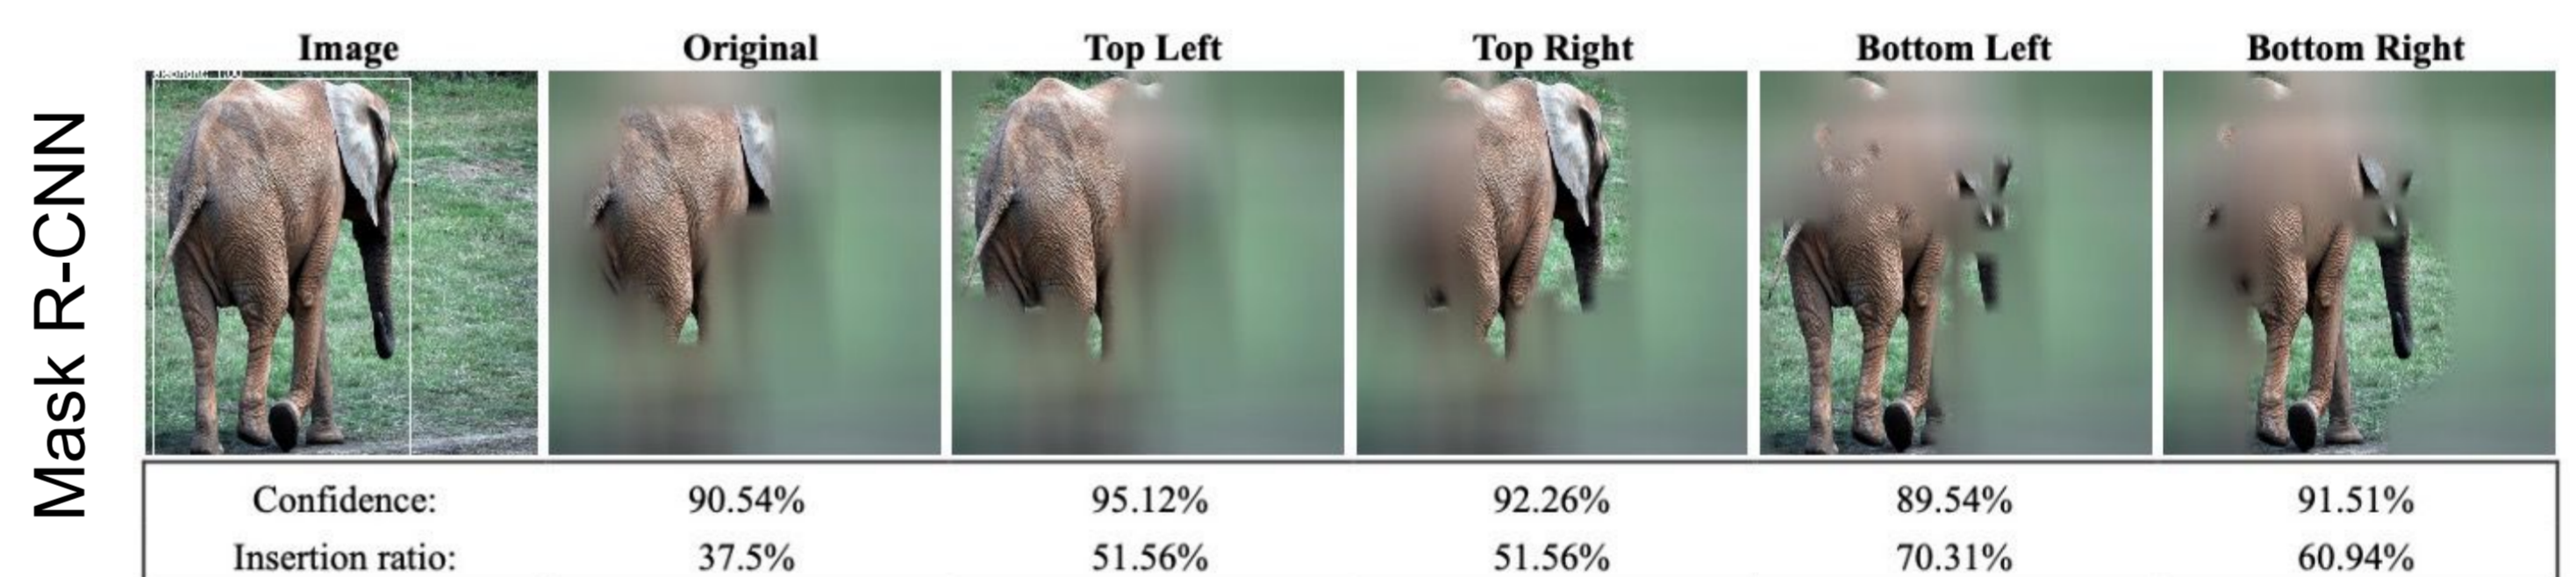 Image Original Top Left Top Right Bottom Left Bottom Right
Mask R-CNN
Confidence: 90.54% 95.12% 92.26% 89.54% 91.51%
Insertion ratio: 37.5% 51.56% 51.56% 70.31% 60.94%